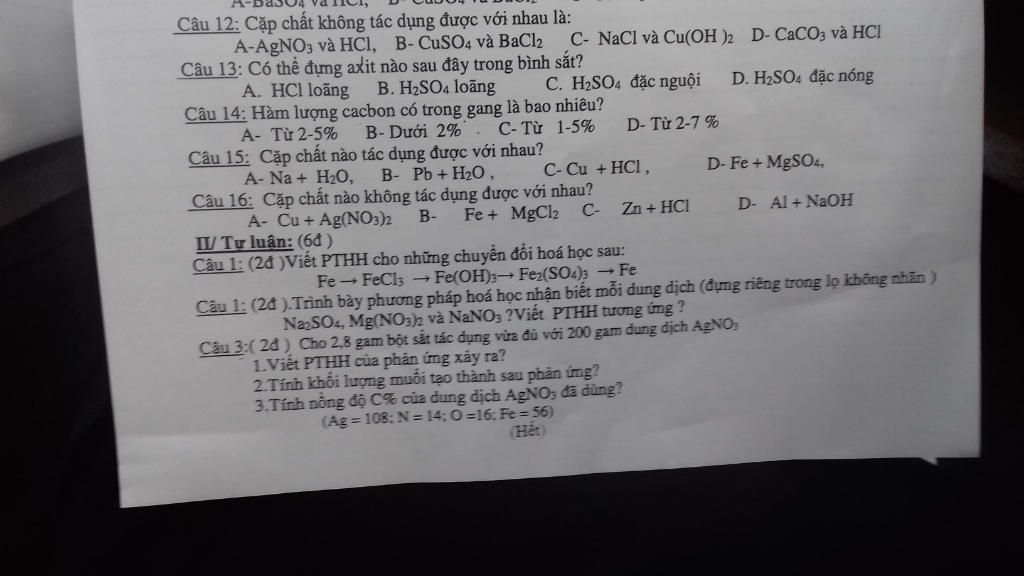 A-BaSO4 và HCl, B- CuSO4 và BaCl2
Câu 12: Cặp chất không tác dụng được với nhau là:
A-AgNO3 và HCl, B- CuSO4 và BaCl2 C- NaCl và Cu(OH )2 D- CaCO3 và HCl
Câu 13: Có thể đựng axit nào sau đây trong bình sắt?
A. HCl loãng B. H2SO4 loãng C. H2SO4 đặc nguội D. H2SO4 đặc nóng
Câu 14: Hàm lượng cacbon có trong gang là bao nhiêu?
A- Từ 2-5% B- Dưới 2% C- Từ 1-5% D- Từ 2-7 %
Câu 15: Cặp chất nào tác dụng được với nhau?
A- Na + H2O, B- Pb + H2O , C- Cu + HCl , D- Fe + MgSO4,
Câu 16: Cặp chất nào không tác dụng được với nhau?
A- Cu + Ag(NO3)2 B- Fe + MgCl2 C- Zn + HCl D- Al + NaOH
II/ Tự luận: (6đ )
Câu 1: (2đ )Viết PTHH cho những chuyển đổi hoá học sau:
Fe → FeCl3 → Fe(OH)3→ Fe2(SO4)3 → Fe
Câu 1: (2đ ).Trình bày phương pháp hoá học nhận biết mỗi dung dịch (đựng riêng trong lọ không nhãn )
Na2SO4, Mg(NO3)2 và NaNO3 ?Viết PTHH tương ứng ?
Câu 3:( 2đ ) Cho 2,8 gam bột sắt tác dụng vừa đủ với 200 gam dung dịch AgNO3
1.Viết PTHH của phản ứng xảy ra?
2.Tính khối lượng muối tạo thành sau phản ứng?
3.Tính nồng độ C% của dung dịch AgNO3 đã dùng?
(Ag = 108; N = 14; O =16; Fe = 56)
(Hết)